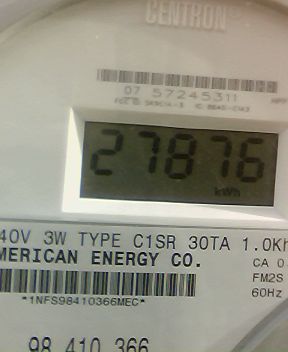 CENTRON
07 57245311
27876
kWh
40V 3W TYPE C1SR 30TA 1.0Kh
MERICAN ENERGY CO.
CA 0
FM2S
60Hz
*1NFS98410366MEC*
98 410 366